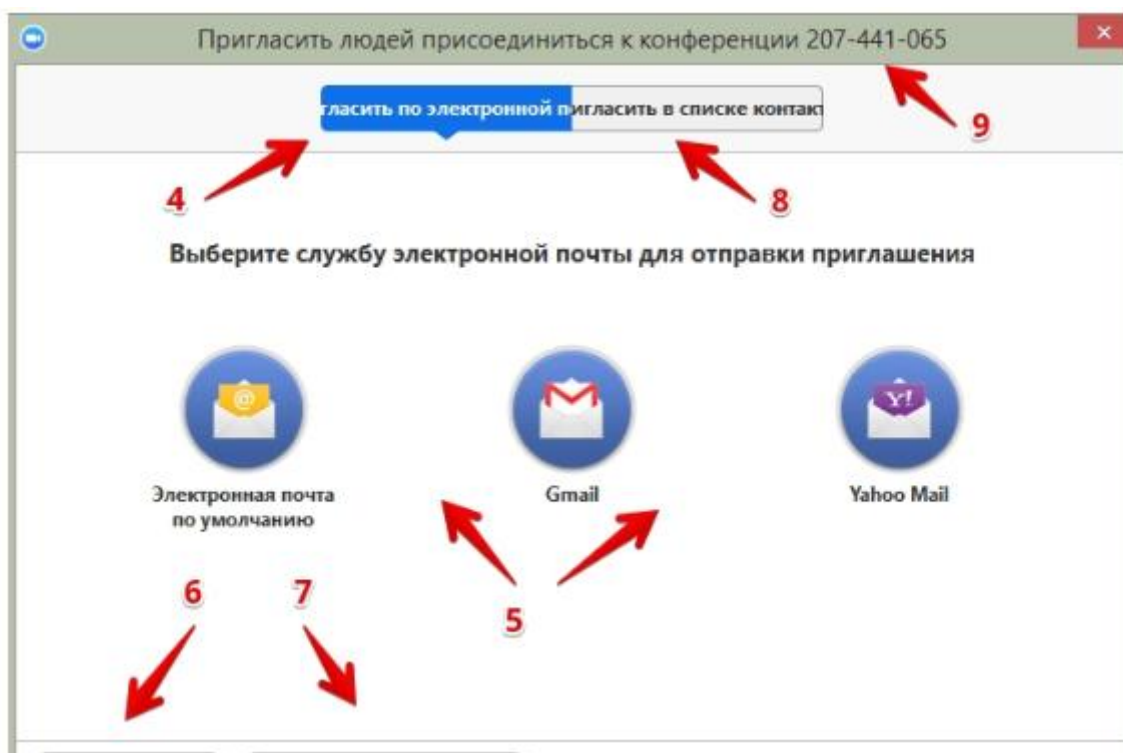 Пригласить людей присоединиться к конференции 207-441-065
гласить по электронной п
игласить в списке контакт
9
4
8
Выберите службу электронной почты для отправки приглашения
@
Y!
Электронная почта
по умолчанию
Gmail
Yahoo Mail
6
7
5